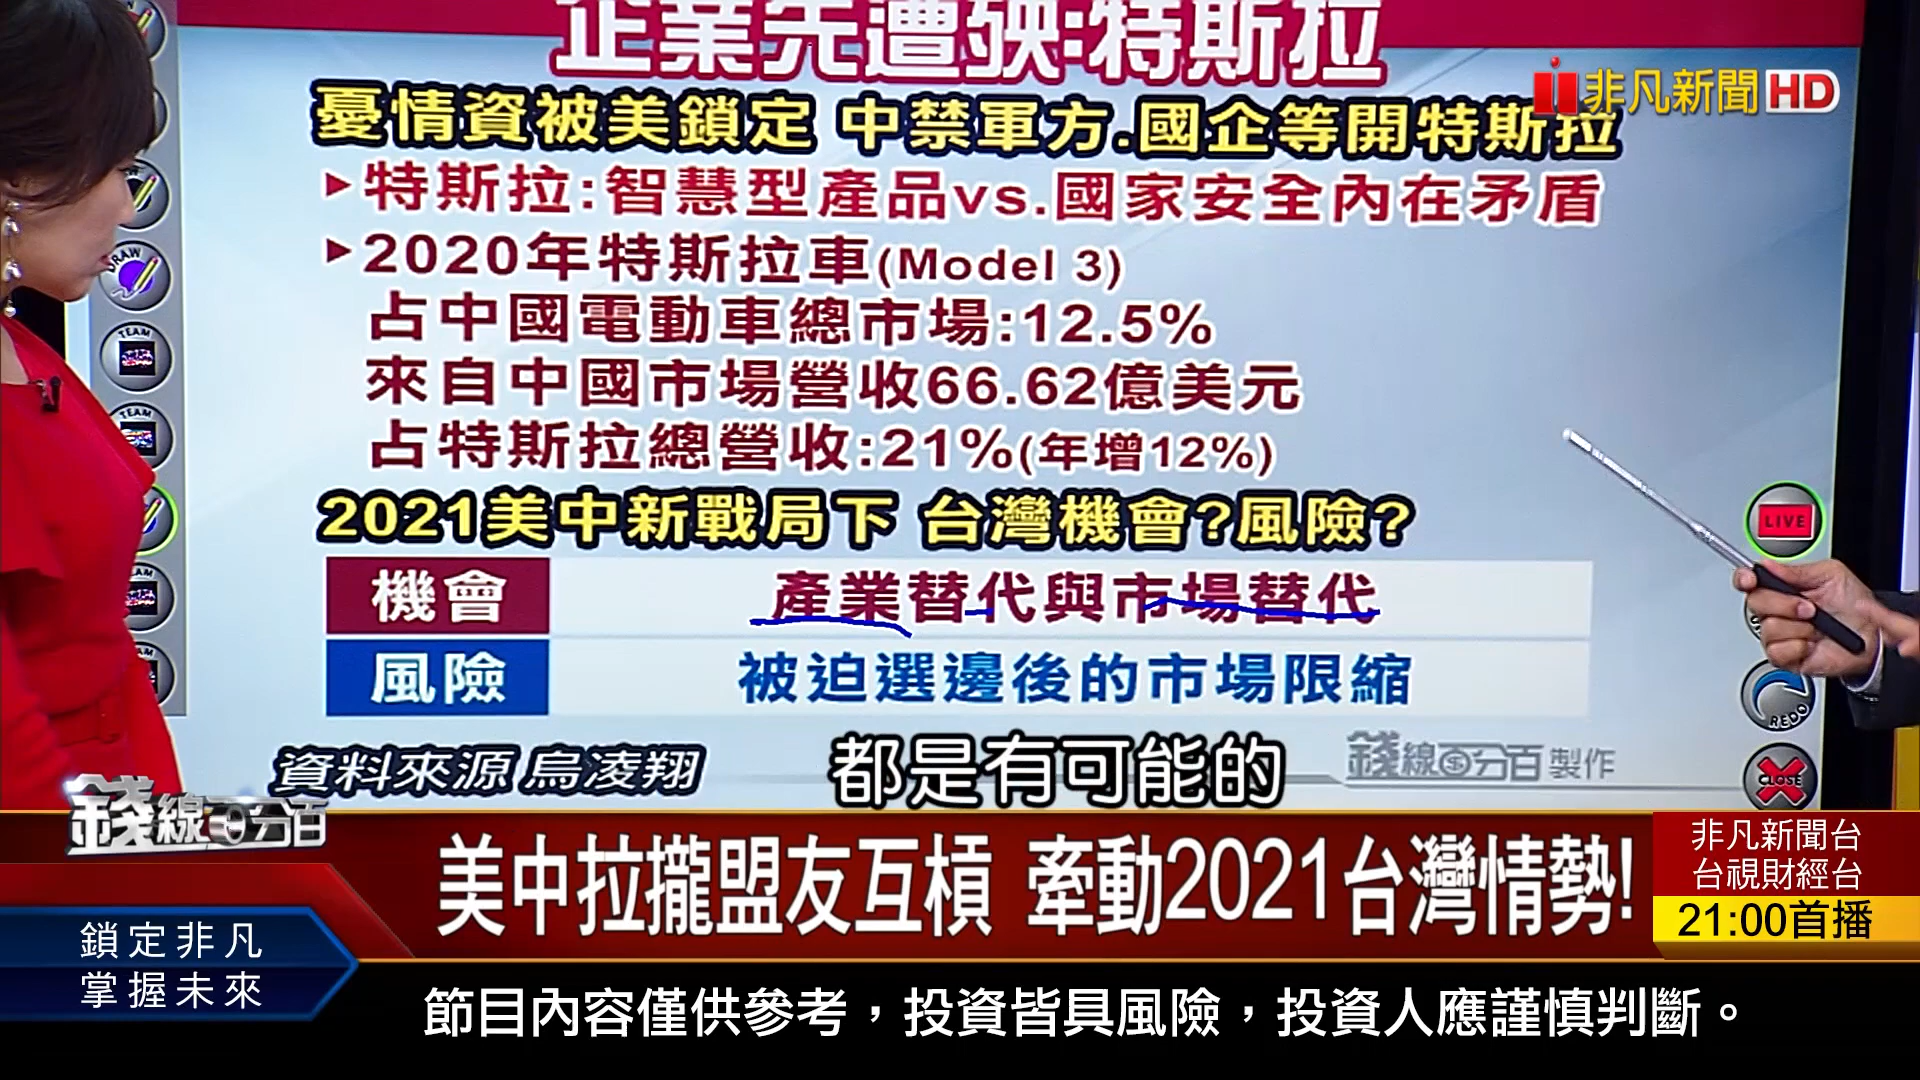 企業先遭殃:特斯拉
非凡新聞HD
憂情資被美鎖定 中禁軍方.國企等開特斯拉
▶特斯拉:智慧型產品vs.國家安全內在矛盾
▶2020年特斯拉車(Model 3)
占中國電動車總市場:12.5%
來自中國市場營收66.62億美元
占特斯拉總營收:21%(年增12%)
2021美中新戰局下 台灣機會?風險?
機會 產業替代與市場替代
風險 被迫選邊後的市場限縮
DRAW
TEAM
TEAM
LIVE
REDO
CLOSE
資料來源 烏凌翔
都是有可能的
錢線百分百製作
錢線百分百
美中拉攏盟友互槓 牽動2021台灣情勢!
非凡新聞台
台視財經台
21:00首播
鎖定非凡
掌握未來
節目內容僅供參考，投資皆具風險，投資人應謹慎判斷。